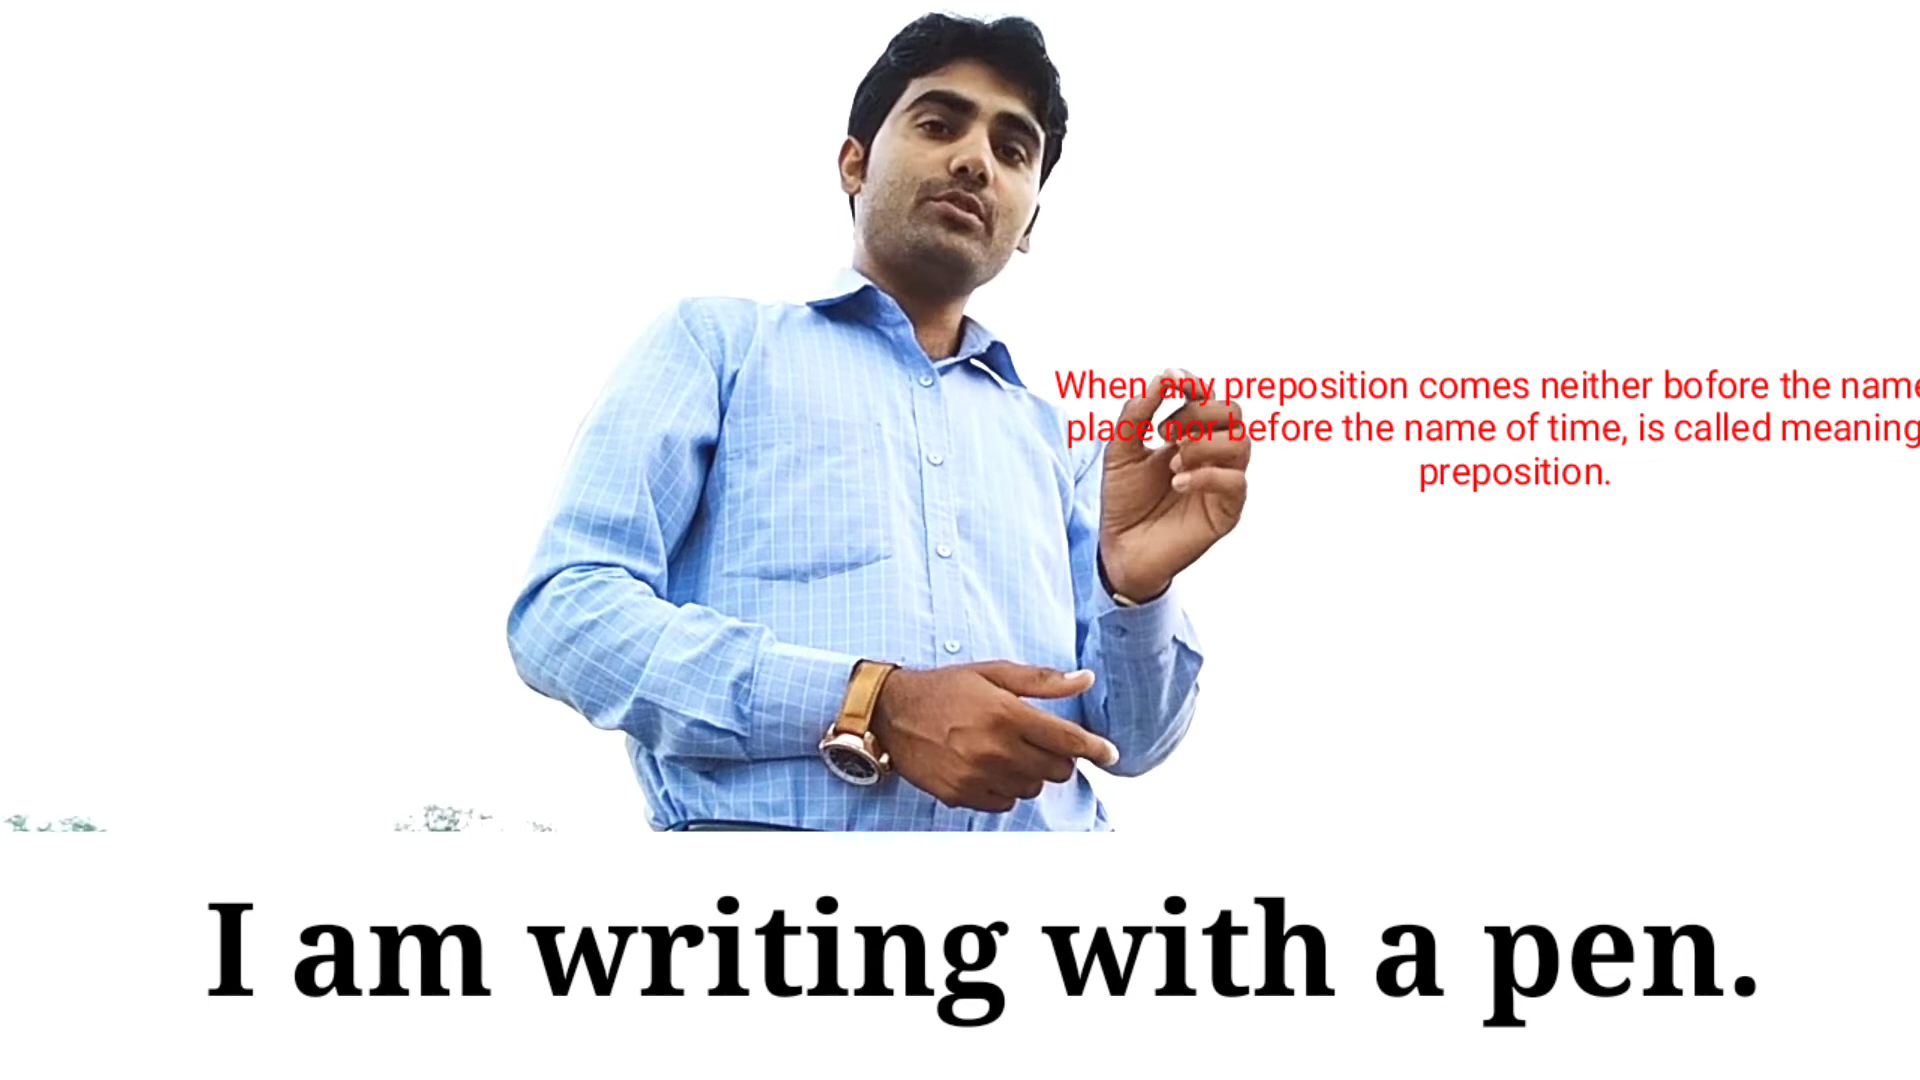 When any preposition comes neither bofore the name
place nor before the name of time, is called meaning
preposition.
I am writing with a pen.